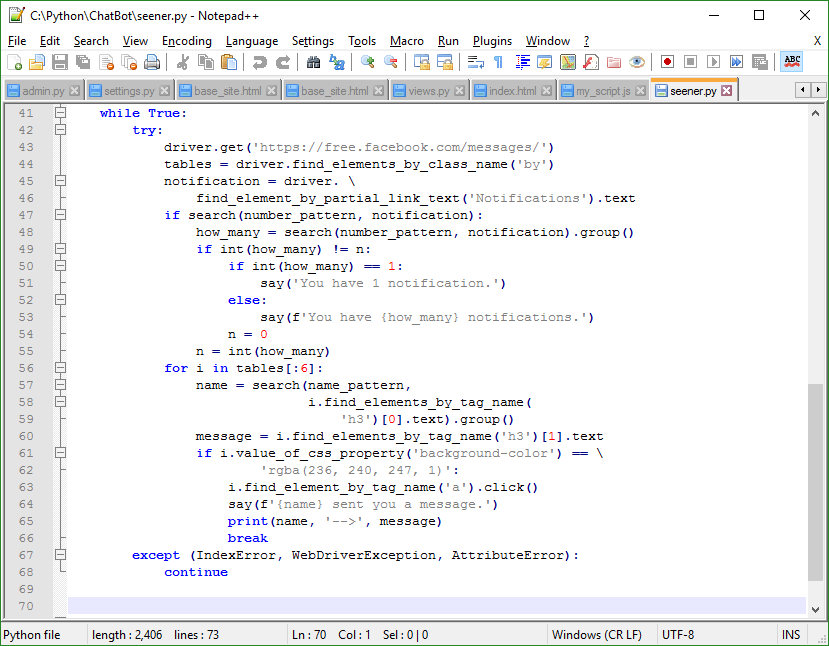 C:\Python\ChatBot\seener.py - Notepad++
File Edit Search View Encoding Language Settings Tools Macro Run Plugins Window ? X
ABC
admin.py settings.py base_site.html base_site.html views.py index.html my_script.js seener.py
41 while True:
42 try:
43 driver.get('https://free.facebook.com/messages/')
44 tables = driver.find_elements_by_class_name('by')
45 notification = driver. \
46 find_element_by_partial_link_text('Notifications').text
47 if search(number_pattern, notification):
48 how_many = search(number_pattern, notification).group()
49 if int(how_many) != n:
50 if int(how_many) == 1:
51 say('You have 1 notification.')
52 else:
53 say(f'You have {how_many} notifications.')
54 n = 0
55 n = int(how_many)
56 for i in tables[:6]:
57 name = search(name_pattern,
58 i.find_elements_by_tag_name(
59 'h3')[0].text).group()
60 message = i.find_elements_by_tag_name('h3')[1].text
61 if i.value_of_css_property('background-color') == \
62 'rgba(236, 240, 247, 1)':
63 i.find_element_by_tag_name('a').click()
64 say(f'{name} sent you a message.')
65 print(name, '-->', message)
66 break
67 except (IndexError, WebDriverException, AttributeError):
68 continue
69
70
Python file length : 2,406 lines : 73 Ln : 70 Col : 1 Sel : 0 | 0 Windows (CR LF) UTF-8 INS